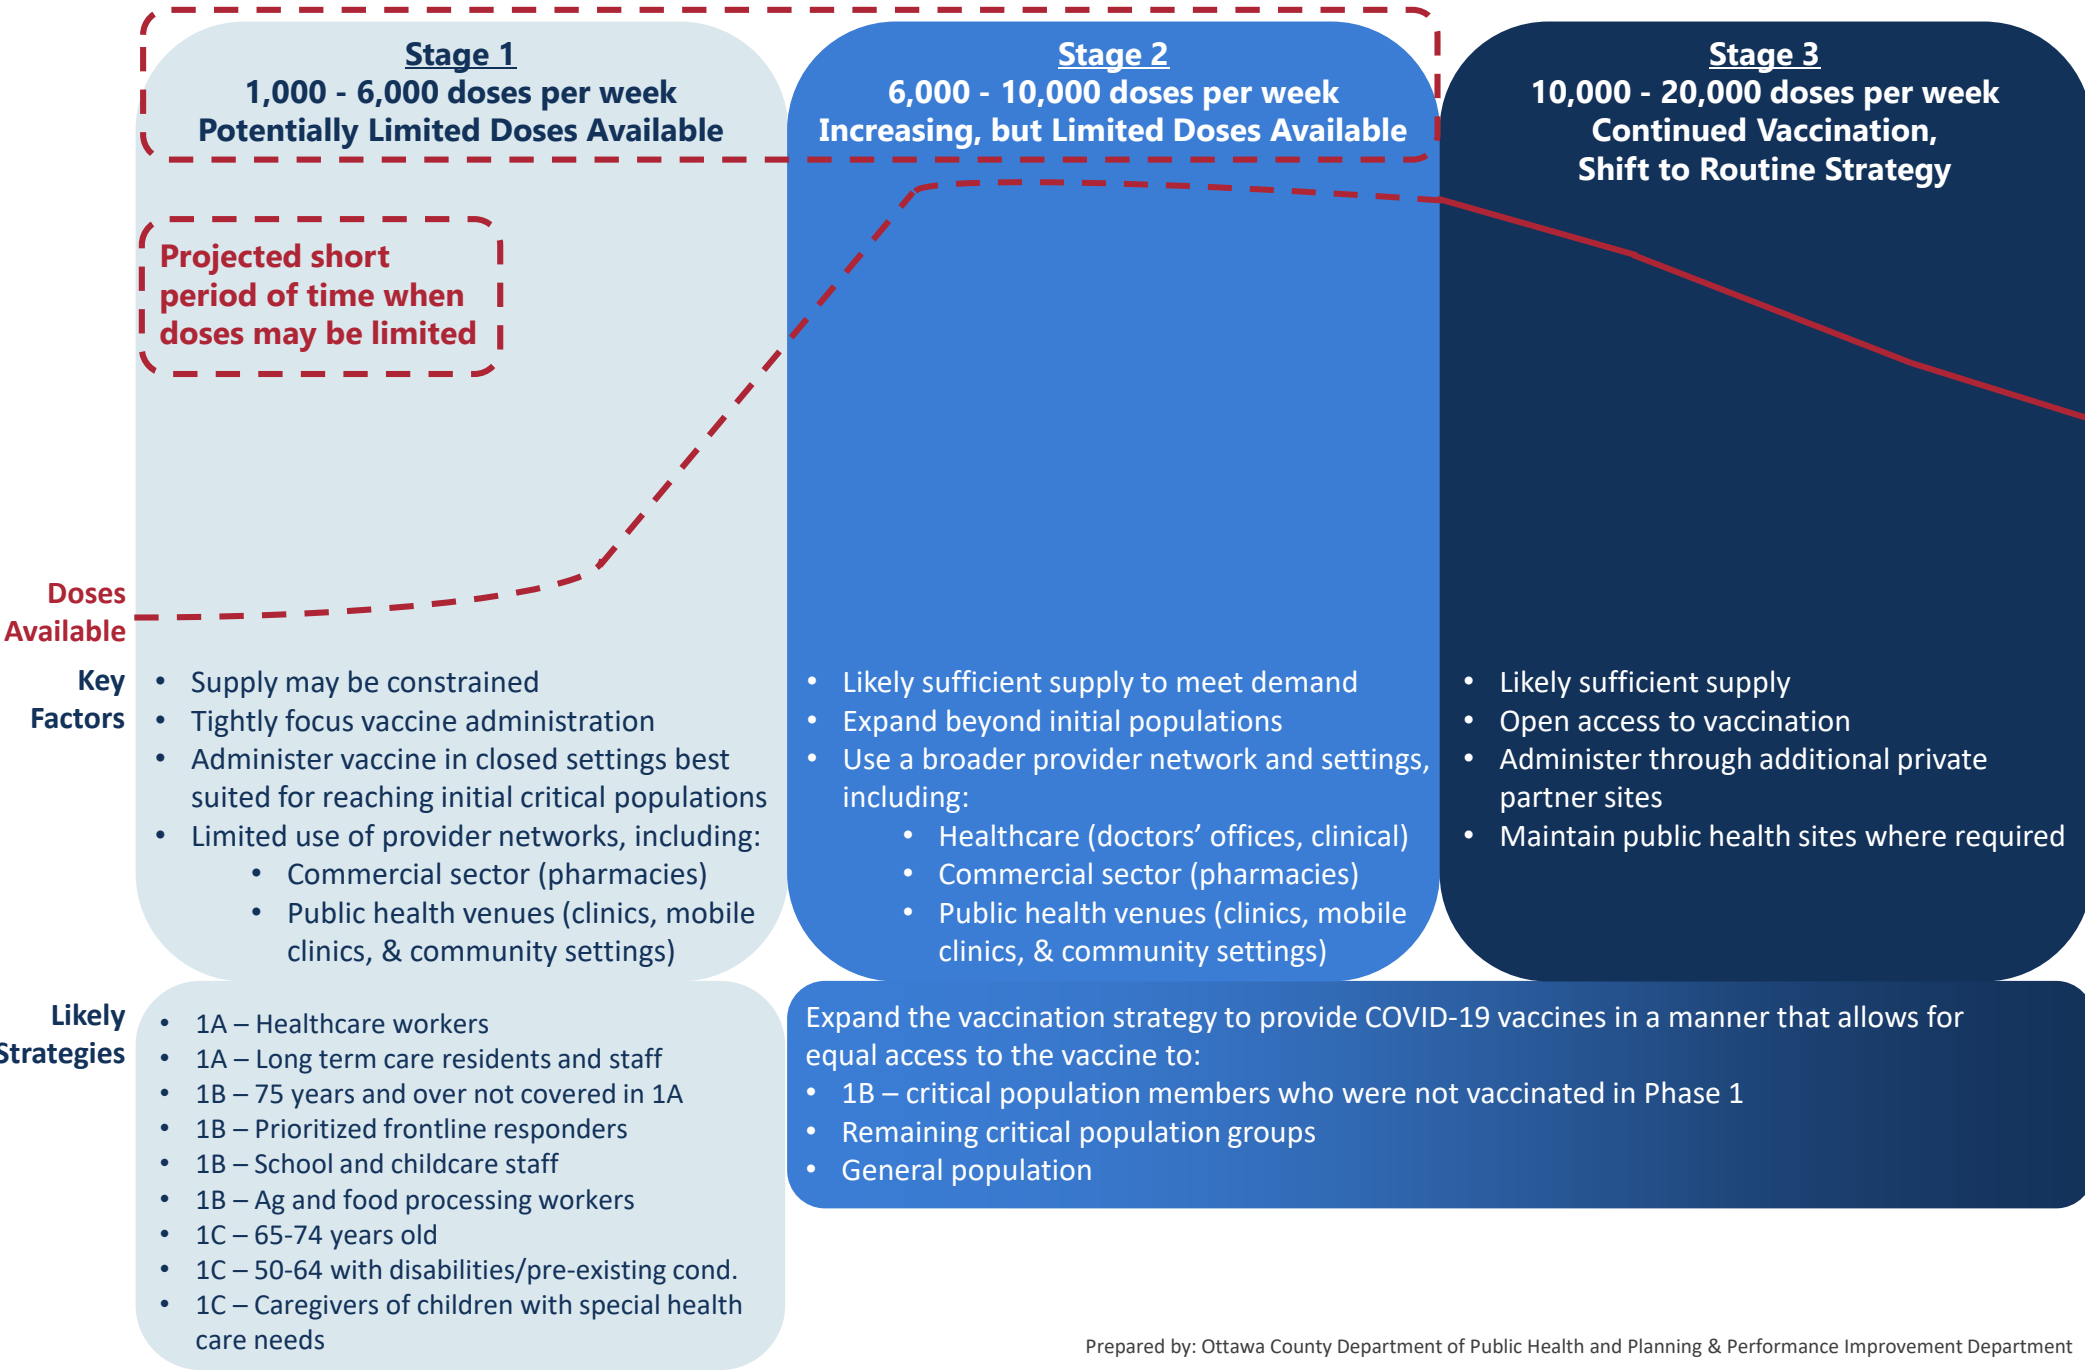 Stage 1
1,000 - 6,000 doses per week
Potentially Limited Doses Available
Stage 2
6,000 - 10,000 doses per week
Increasing, but Limited Doses Available
Stage 3
10,000 - 20,000 doses per week
Continued Vaccination,
Shift to Routine Strategy
Projected short
period of time when
doses may be limited
Doses
Available
Key
Factors
• Supply may be constrained
• Tightly focus vaccine administration
• Administer vaccine in closed settings best
suited for reaching initial critical populations
• Limited use of provider networks, including:
• Commercial sector (pharmacies)
• Public health venues (clinics, mobile
clinics, & community settings)
• Likely sufficient supply to meet demand
• Expand beyond initial populations
• Use a broader provider network and settings,
including:
• Healthcare (doctors’ offices, clinical)
• Commercial sector (pharmacies)
• Public health venues (clinics, mobile
clinics, & community settings)
• Likely sufficient supply
• Open access to vaccination
• Administer through additional private
partner sites
• Maintain public health sites where required
Likely
Strategies
• 1A – Healthcare workers
• 1A – Long term care residents and staff
• 1B – 75 years and over not covered in 1A
• 1B – Prioritized frontline responders
• 1B – School and childcare staff
• 1B – Ag and food processing workers
• 1C – 65-74 years old
• 1C – 50-64 with disabilities/pre-existing cond.
• 1C – Caregivers of children with special health
care needs
Expand the vaccination strategy to provide COVID-19 vaccines in a manner that allows for
equal access to the vaccine to:
• 1B – critical population members who were not vaccinated in Phase 1
• Remaining critical population groups
• General population
Prepared by: Ottawa County Department of Public Health and Planning & Performance Improvement Department